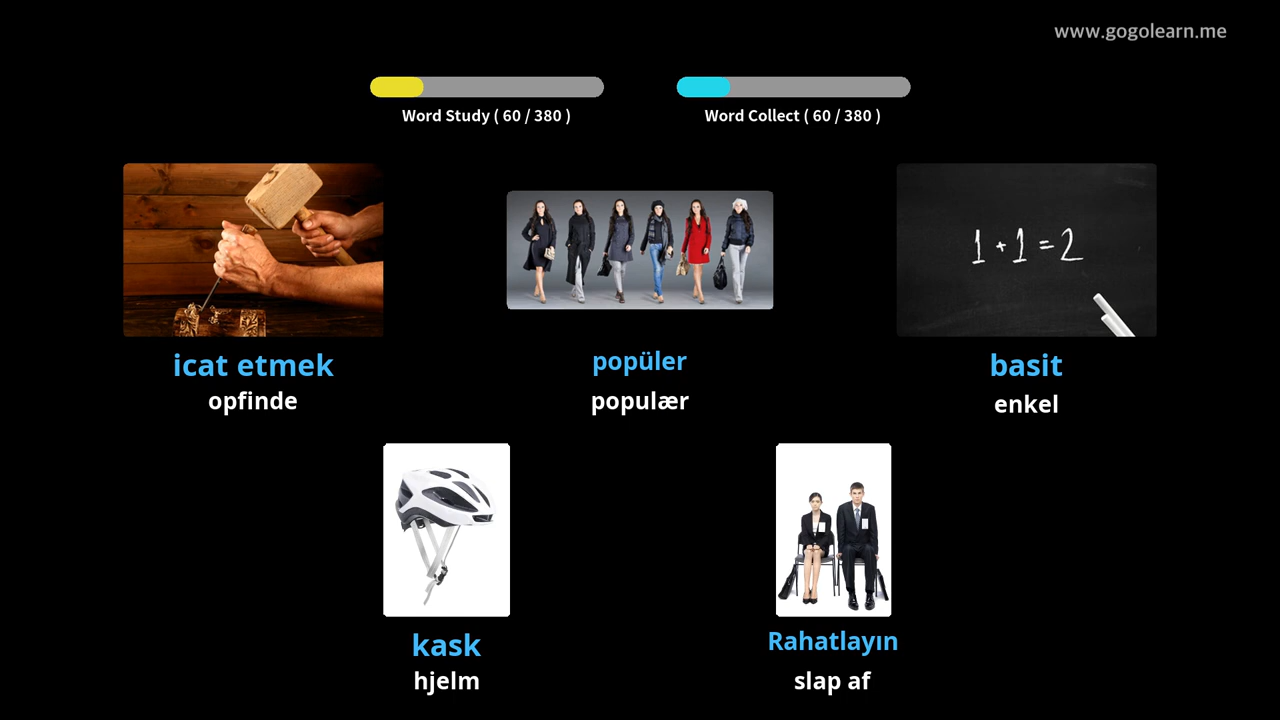 www.gogolearn.me
Word Study ( 60 / 380 )
Word Collect ( 60 / 380 )
1 + 1 = 2
icat etmek
opfinde
popüler
populær
basit
enkel
kask
hjelm
Rahatlayın
slap af